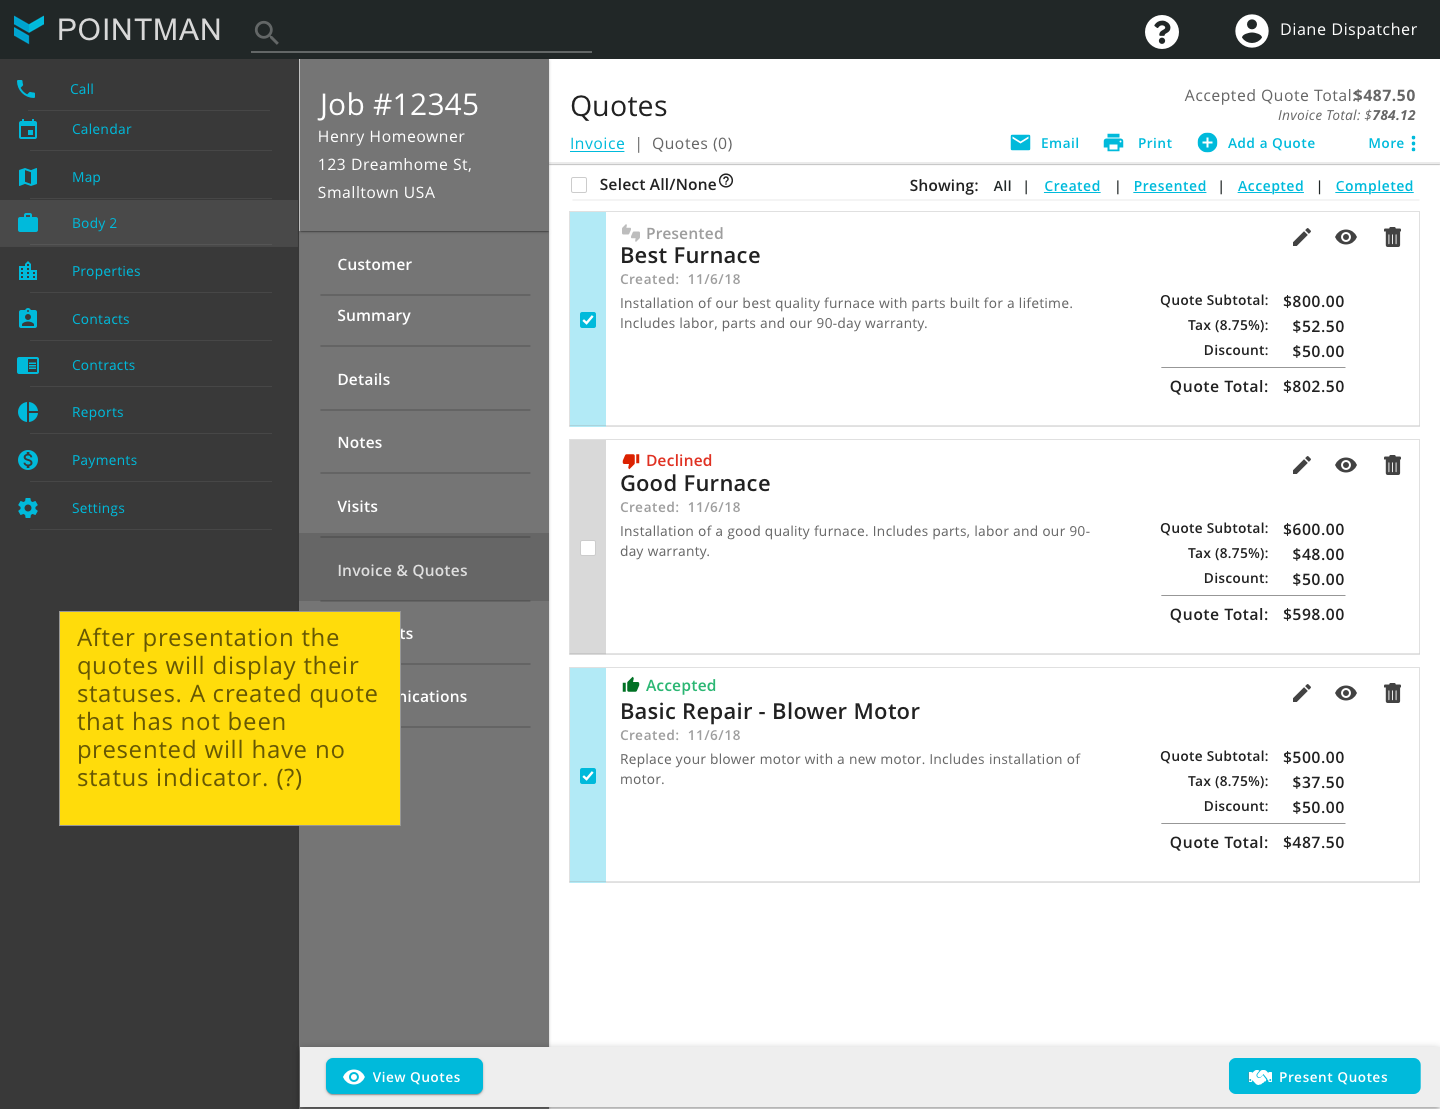 POINTMAN
Diane Dispatcher
Call
Calendar
Map
Body 2
Properties
Contacts
Contracts
Reports
Payments
Settings
Job #12345
Henry Homeowner
123 Dreamhome St,
Smalltown USA
Customer
Summary
Details
Notes
Visits
Invoice & Quotes
ts
nications
After presentation the
quotes will display their
statuses. A created quote
that has not been
presented will have no
status indicator. (?)
Quotes
Accepted Quote Total$487.50
Invoice Total: $784.12
Invoice | Quotes (0)
Email Print Add a Quote More
Select All/None
Showing: All | Created | Presented | Accepted | Completed
Presented
Best Furnace
Created: 11/6/18
Installation of our best quality furnace with parts built for a lifetime.
Includes labor, parts and our 90-day warranty.
Quote Subtotal: $800.00
Tax (8.75%): $52.50
Discount: $50.00
Quote Total: $802.50
Declined
Good Furnace
Created: 11/6/18
Installation of a good quality furnace. Includes parts, labor and our 90-
day warranty.
Quote Subtotal: $600.00
Tax (8.75%): $48.00
Discount: $50.00
Quote Total: $598.00
Accepted
Basic Repair - Blower Motor
Created: 11/6/18
Replace your blower motor with a new motor. Includes installation of
motor.
Quote Subtotal: $500.00
Tax (8.75%): $37.50
Discount: $50.00
Quote Total: $487.50
View Quotes
Present Quotes